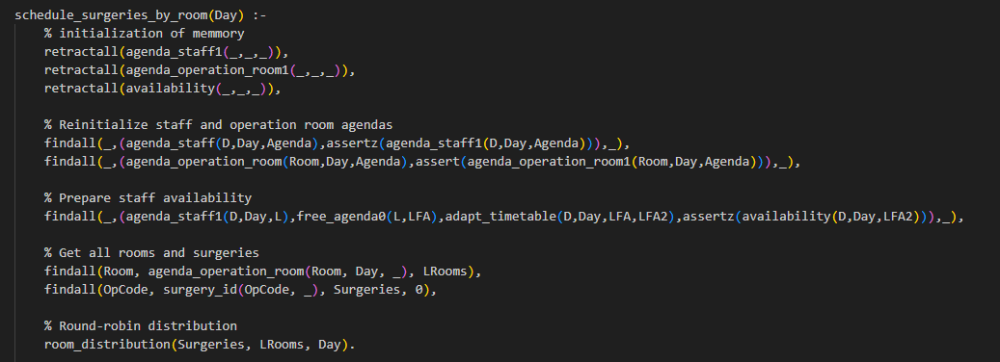 schedule_surgeries_by_room(Day) :-
% initialization of memmory
retractall(agenda_staff1(_,_,_)),
retractall(agenda_operation_room1(_,_,_)),
retractall(availability(_,_,_)),
% Reinitialize staff and operation room agendas
findall(_,(agenda_staff(D,Day,Agenda),assertz(agenda_staff1(D,Day,Agenda))),_),
findall(_,(agenda_operation_room(Room,Day,Agenda),assert(agenda_operation_room1(Room,Day,Agenda))),_),
% Prepare staff availability
findall(_,(agenda_staff1(D,Day,L),free_agenda0(L,LFA),adapt_timetable(D,Day,LFA,LFA2),assertz(availability(D,Day,LFA2))),_),
% Get all rooms and surgeries
findall(Room, agenda_operation_room(Room, Day, _), LRooms),
findall(OpCode, surgery_id(OpCode, _), Surgeries, 0),
% Round-robin distribution
room_distribution(Surgeries, LRooms, Day).